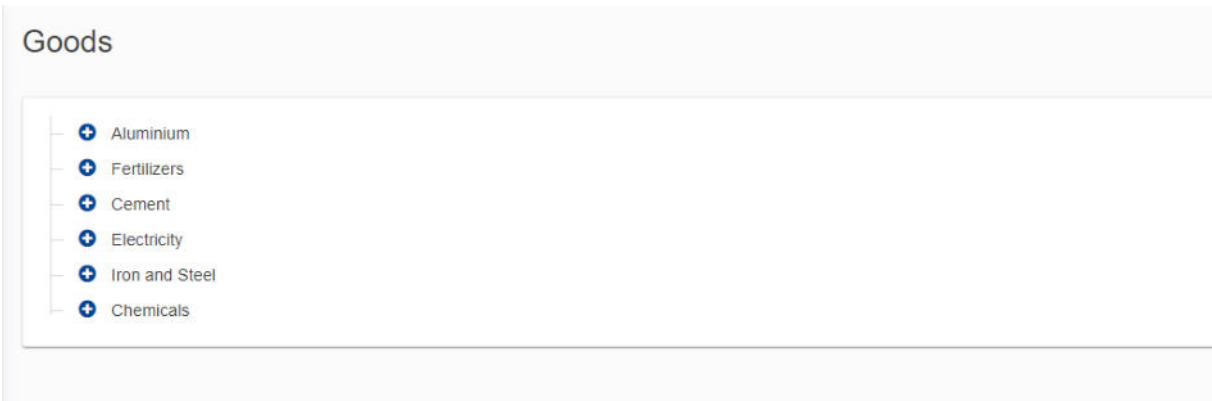 Goods
Aluminium
Fertilizers
Cement
Electricity
Iron and Steel
Chemicals